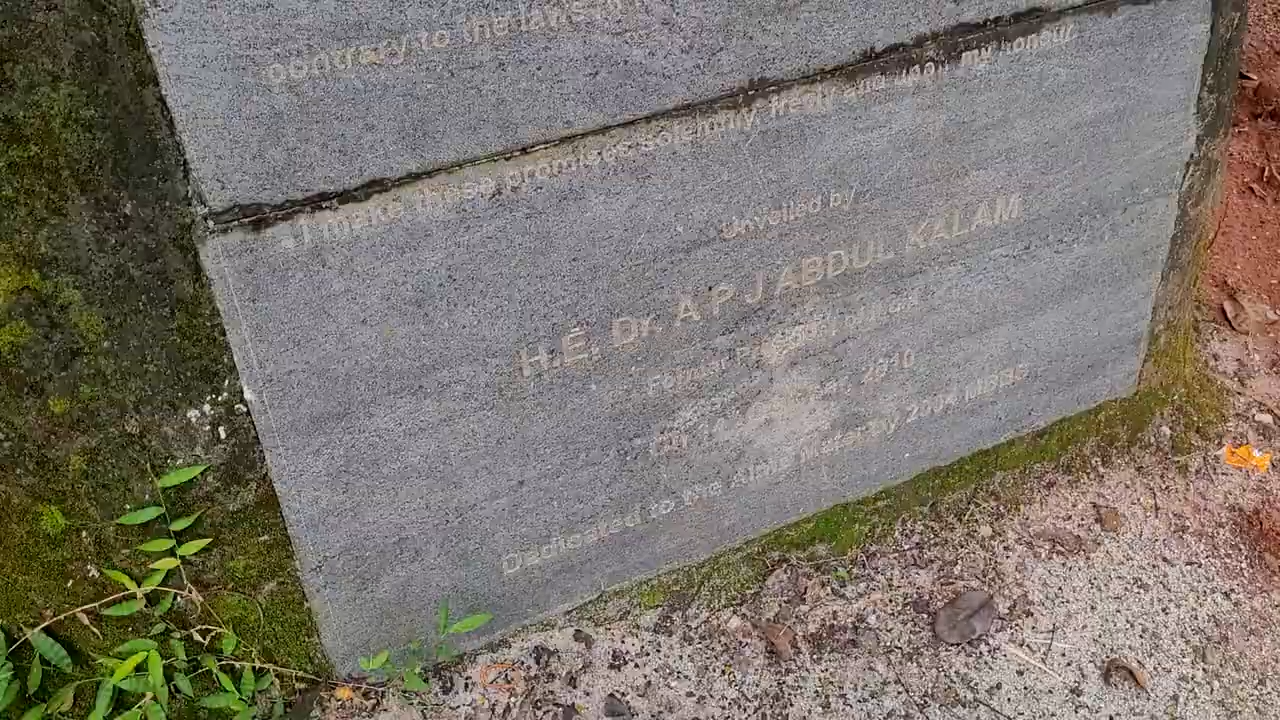 contrary to the laws of
I make these promises solemnly freely and upon my honour
Unveiled by
H.E. Dr. A P J ABDUL KALAM
Former President of India
2010
Dedicated to the Alma Mater by 2004 MBBS